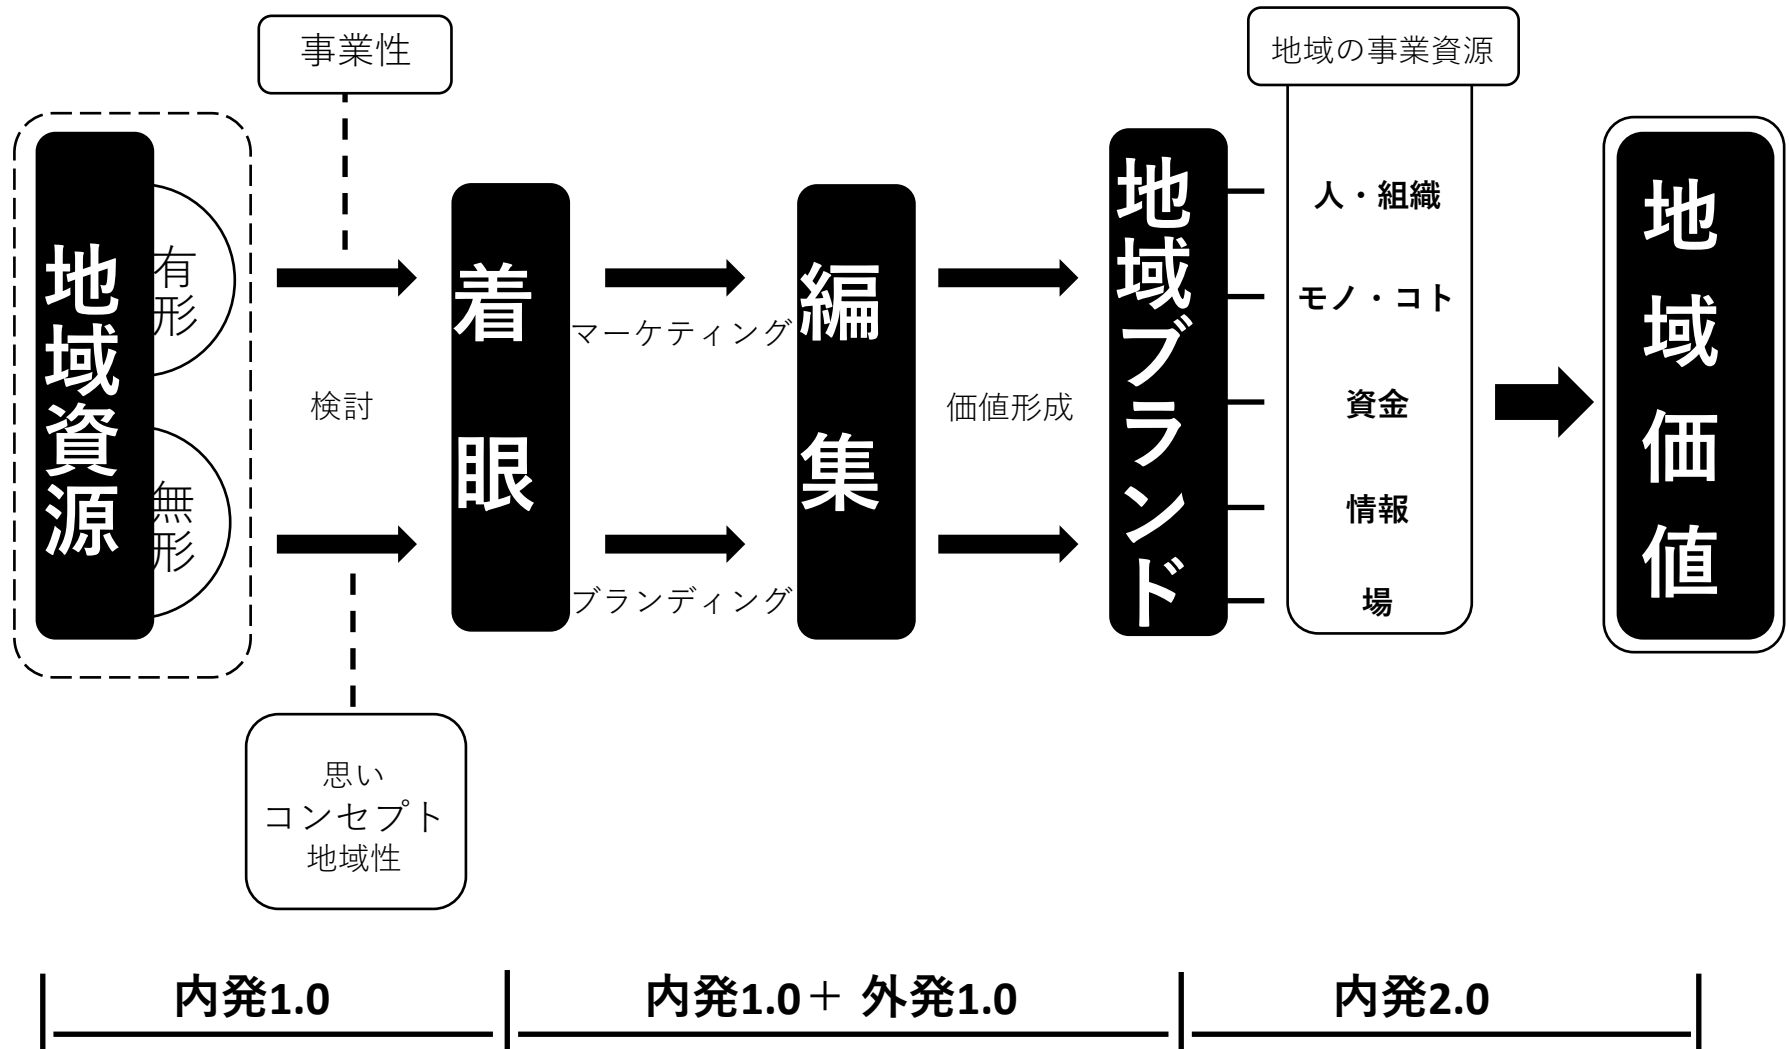 事業性
地域の事業資源
地域資源
有形
無形
検討
着眼
マーケティング
ブランディング
編集
価値形成
地域ブランド
人・組織
モノ・コト
資金
情報
場
地域価値
思い
コンセプト
地域性
内発1.0
内発1.0＋ 外発1.0
内発2.0